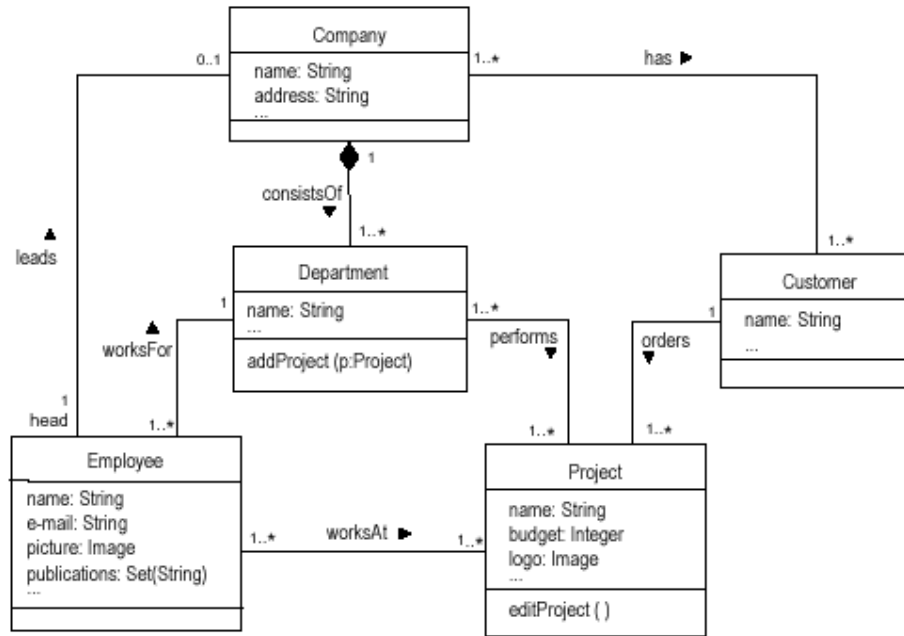 Company
0..1
name: String
address: String
...
1..*
has ►
1
consistsOf
▼
1..*
▲
leads
1..*
Department
name: String
...
addProject (p:Project)
1
▲
worksFor
1..*
performs
▼
Customer
name: String
...
1
orders
▼
1
head
1..*
1..*
1..*
Employee
name: String
e-mail: String
picture: Image
publications: Set(String)
...
1..*
worksAt ►
1..*
Project
name: String
budget: Integer
logo: Image
...
editProject ( )